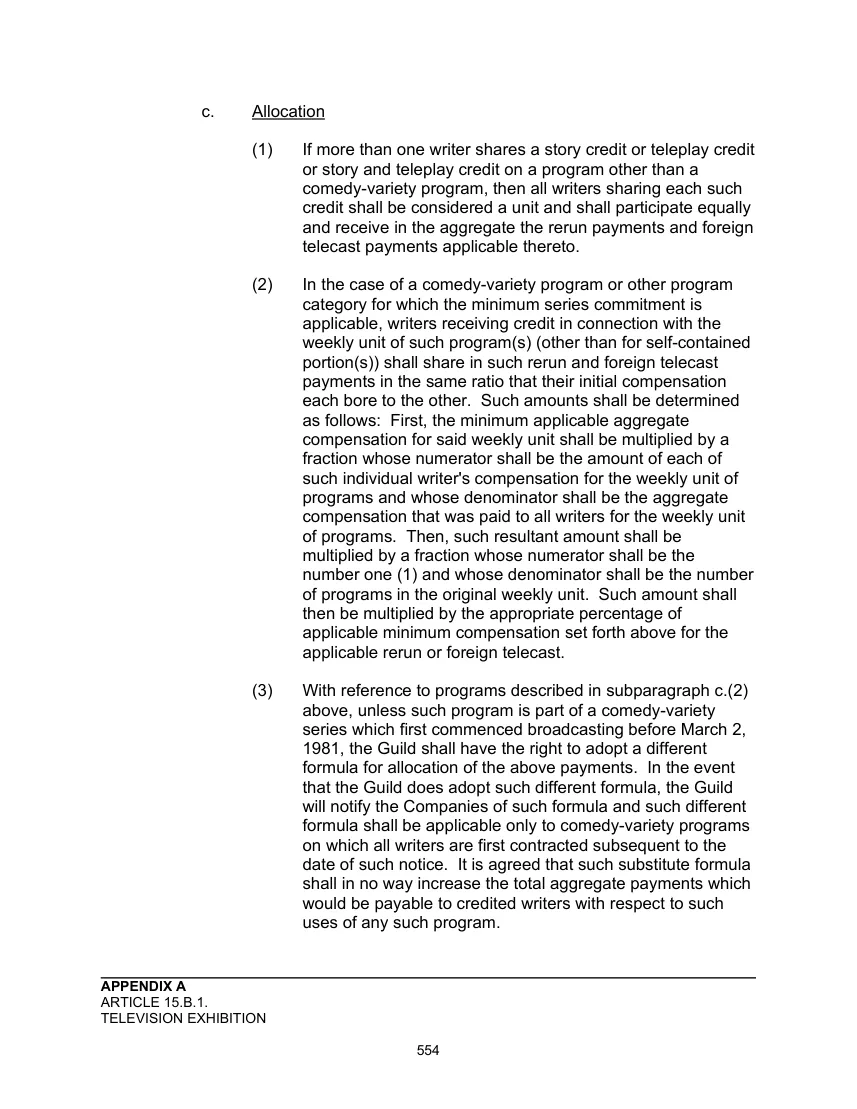 c. Allocation
(1) If more than one writer shares a story credit or teleplay credit
or story and teleplay credit on a program other than a
comedy-variety program, then all writers sharing each such
credit shall be considered a unit and shall participate equally
and receive in the aggregate the rerun payments and foreign
telecast payments applicable thereto.
(2) In the case of a comedy-variety program or other program
category for which the minimum series commitment is
applicable, writers receiving credit in connection with the
weekly unit of such program(s) (other than for self-contained
portion(s)) shall share in such rerun and foreign telecast
payments in the same ratio that their initial compensation
each bore to the other.  Such amounts shall be determined
as follows:  First, the minimum applicable aggregate
compensation for said weekly unit shall be multiplied by a
fraction whose numerator shall be the amount of each of
such individual writer's compensation for the weekly unit of
programs and whose denominator shall be the aggregate
compensation that was paid to all writers for the weekly unit
of programs.  Then, such resultant amount shall be
multiplied by a fraction whose numerator shall be the
number one (1) and whose denominator shall be the number
of programs in the original weekly unit.  Such amount shall
then be multiplied by the appropriate percentage of
applicable minimum compensation set forth above for the
applicable rerun or foreign telecast.
(3) With reference to programs described in subparagraph c.(2)
above, unless such program is part of a comedy-variety
series which first commenced broadcasting before March 2,
1981, the Guild shall have the right to adopt a different
formula for allocation of the above payments.  In the event
that the Guild does adopt such different formula, the Guild
will notify the Companies of such formula and such different
formula shall be applicable only to comedy-variety programs
on which all writers are first contracted subsequent to the
date of such notice.  It is agreed that such substitute formula
shall in no way increase the total aggregate payments which
would be payable to credited writers with respect to such
uses of any such program.
APPENDIX A
ARTICLE 15.B.1.
TELEVISION EXHIBITION
554